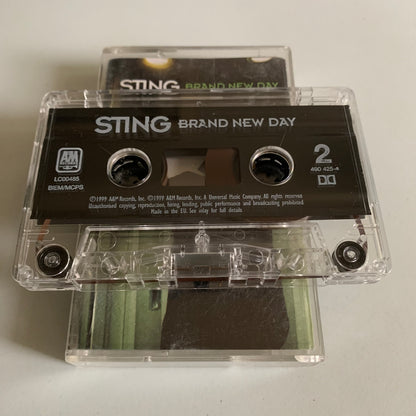 STING BRAND NEW DAY
STING BRAND NEW DAY
A&M
RECORDS
LC00485
BIEM/MCPS
2
490 425-4
℗1999 A&M Records, Inc. ©1999 A&M Records, Inc. A Universal Music Company. All rights reserved
Unauthorised copying, reproduction, hiring, lending, public performance and broadcasting prohibited
Made in the EU. See inlay for full details